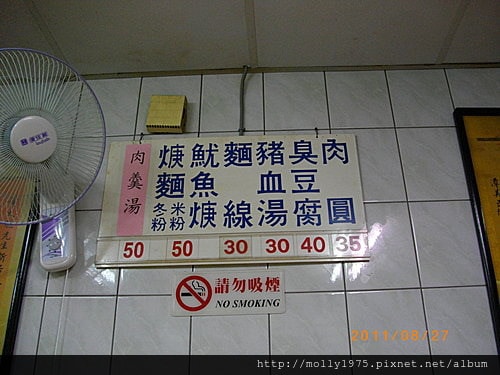 肉圓
臭豆腐
豬血湯
麵線
魷魚焿
焿麵
米粉
冬粉
肉羹湯
50 50 30 30 40 35
請勿吸煙
NO SMOKING
2011/08/27
http://molly1975.pixnet.net/album